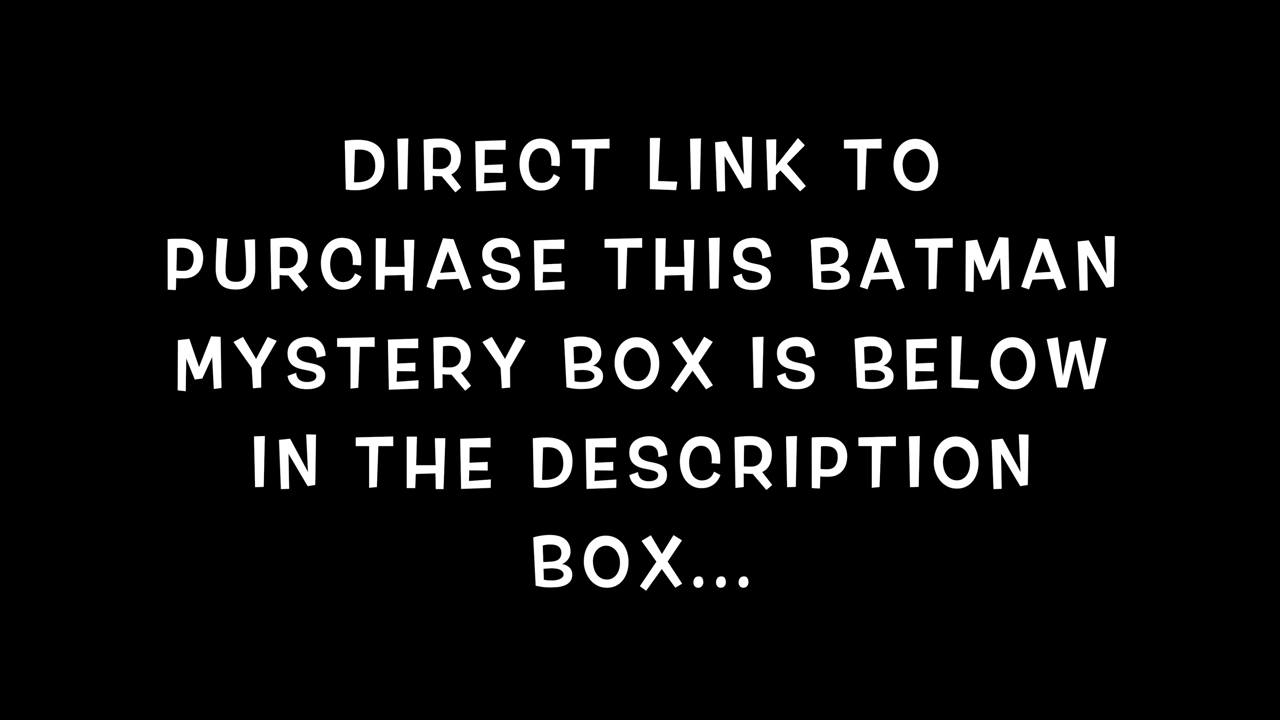 DIRECT LINK TO
PURCHASE THIS BATMAN
MYSTERY BOX IS BELOW
IN THE DESCRIPTION
BOX...